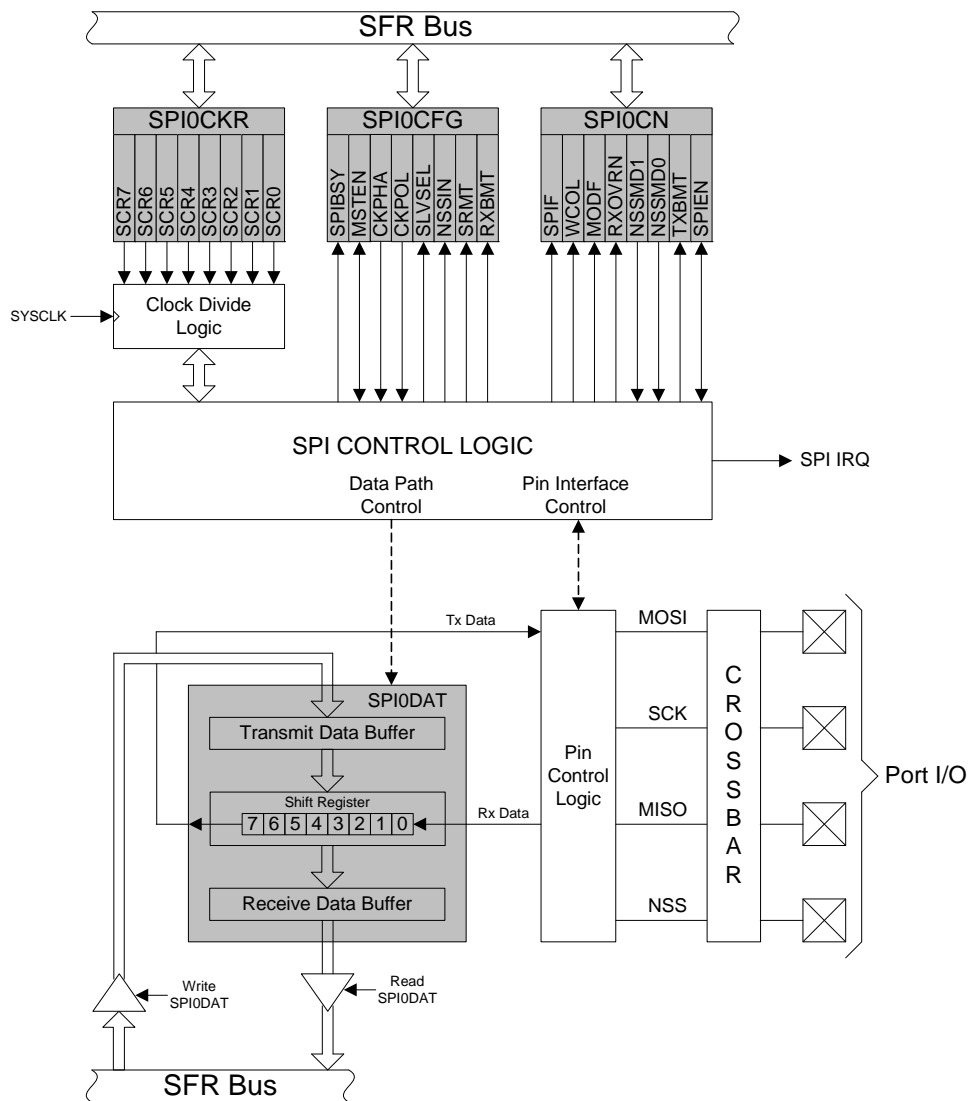 SFR Bus
SPI0CKR
SCR7
SCR6
SCR5
SCR4
SCR3
SCR2
SCR1
SCR0
SPI0CFG
SPIBSY
MSTEN
CKPHA
CKPOL
SLVSEL
NSSIN
SRMT
RXBMT
SPI0CN
SPIF
WCOL
MODF
RXOVRN
NSSMD1
NSSMD0
TXBMT
SPIEN
SYSCLK
Clock Divide
Logic
SPI CONTROL LOGIC
Data Path
Control
Pin Interface
Control
SPI IRQ
Tx Data
SPI0DAT
Transmit Data Buffer
Shift Register
7 6 5 4 3 2 1 0
Rx Data
Receive Data Buffer
Pin
Control
Logic
MOSI
SCK
MISO
NSS
CROSSBAR
Port I/O
Write
SPI0DAT
Read
SPI0DAT
SFR Bus